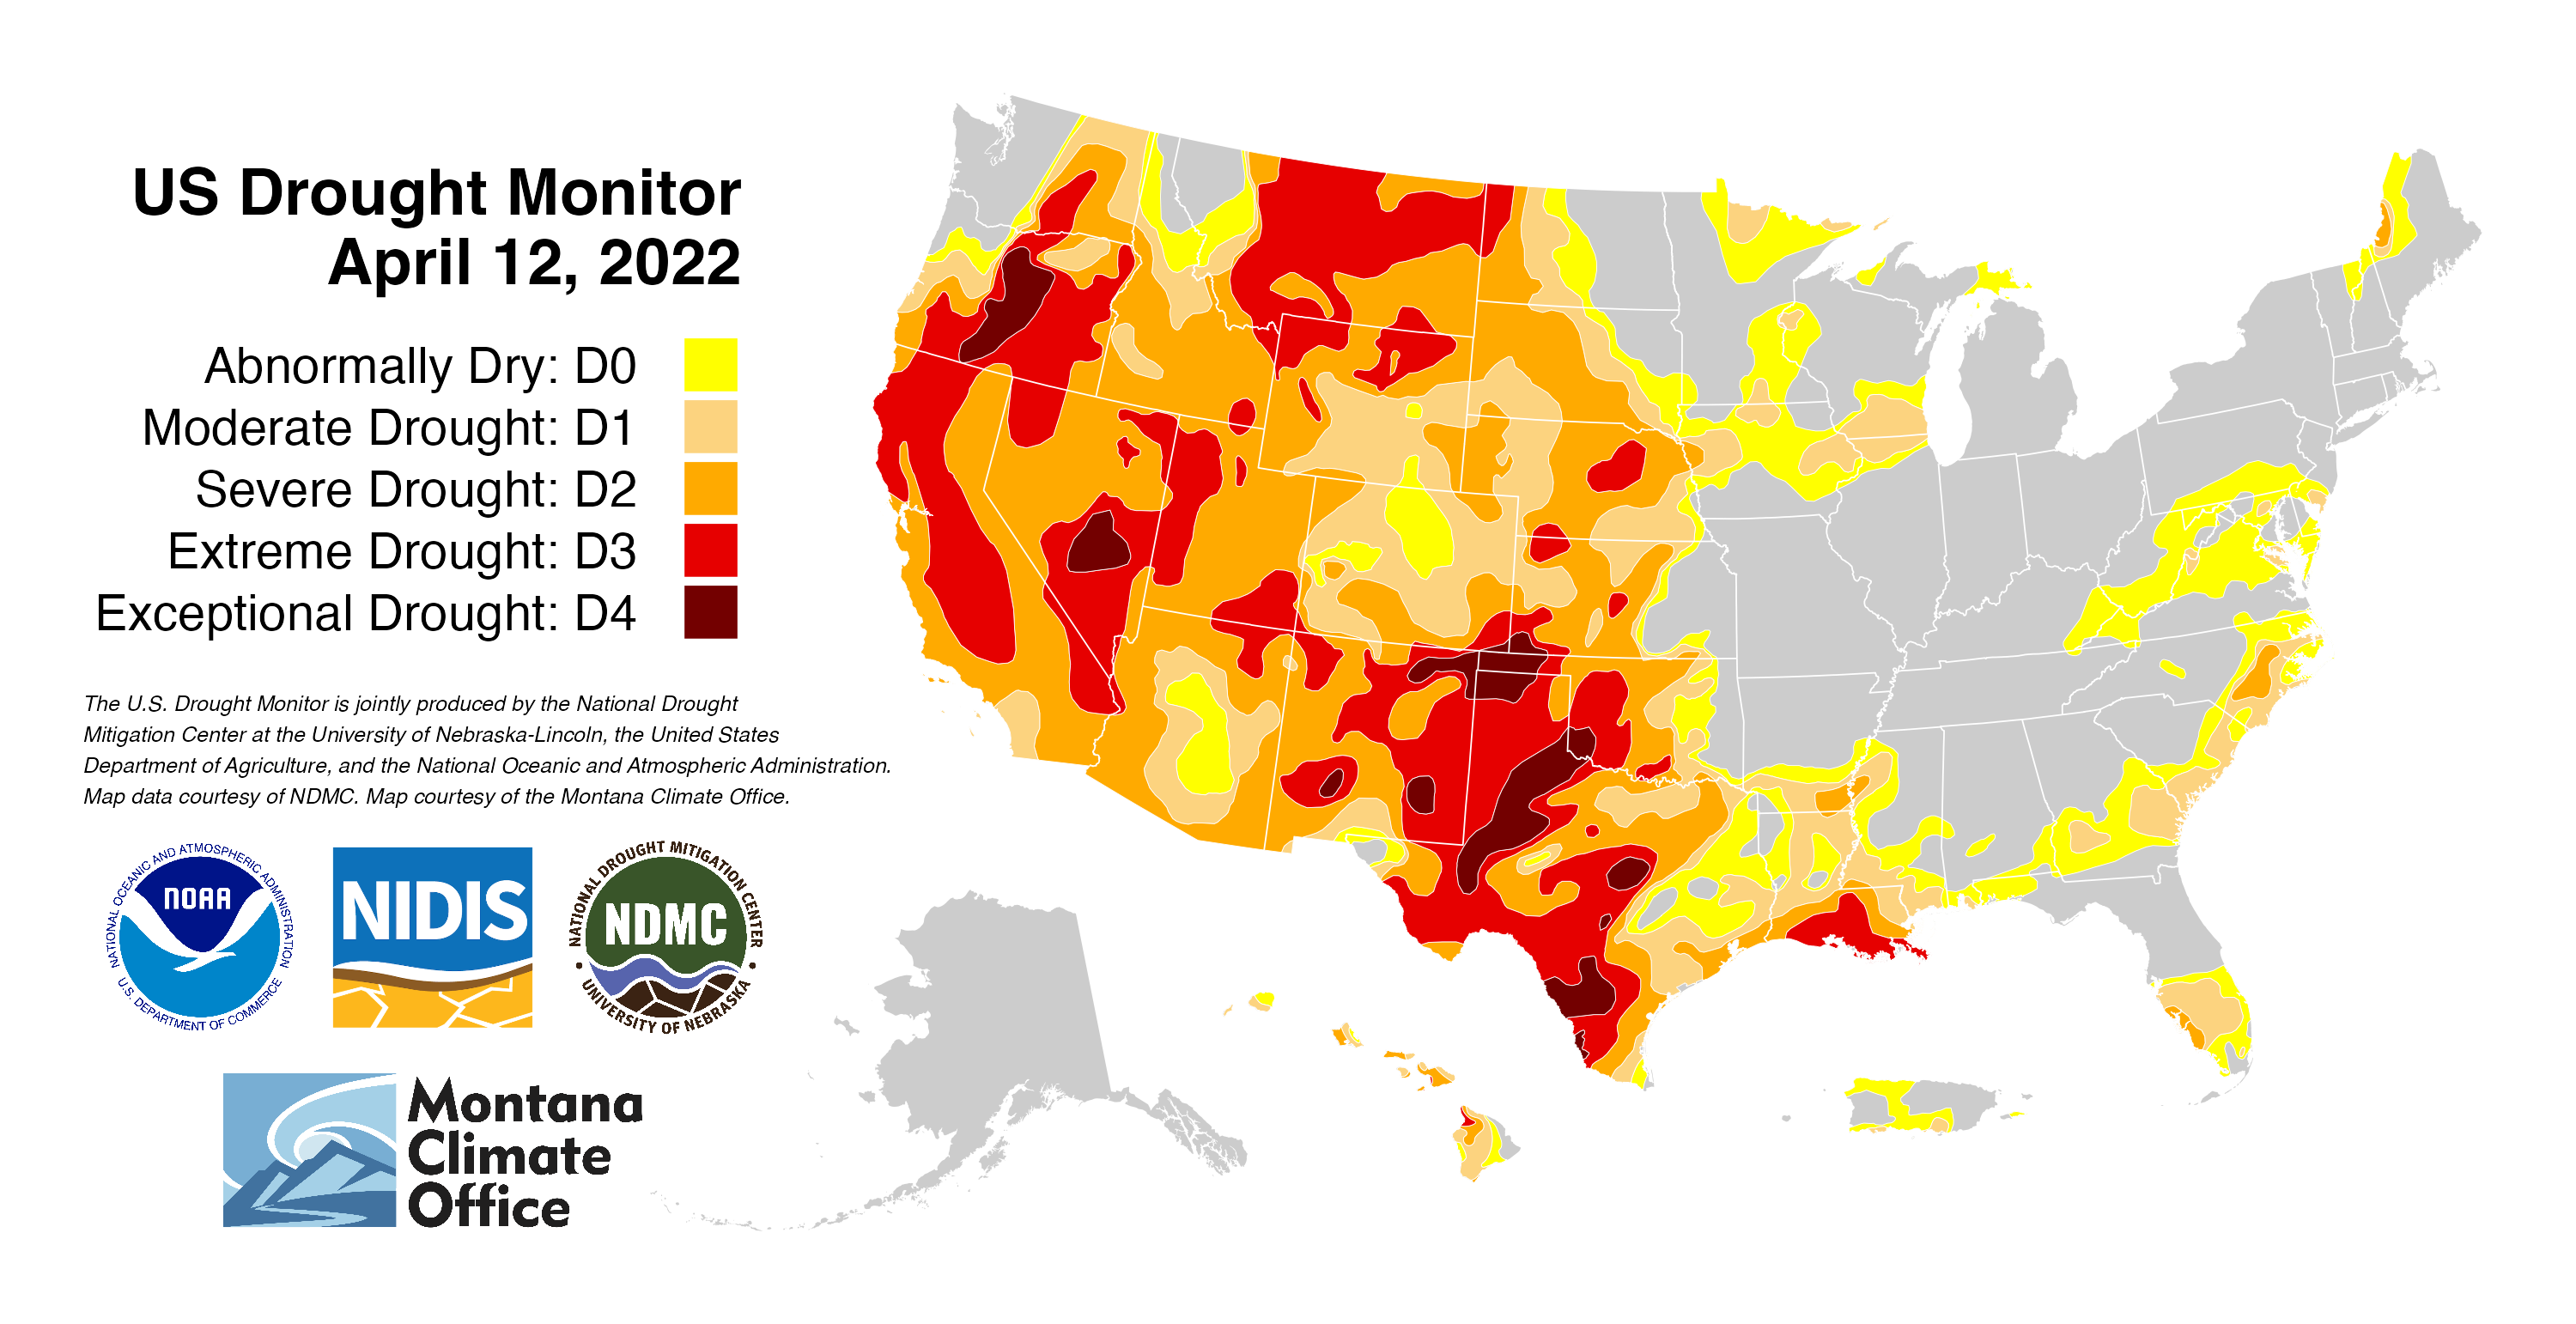 US Drought Monitor
April 12, 2022
Abnormally Dry: D0
Moderate Drought: D1
Severe Drought: D2
Extreme Drought: D3
Exceptional Drought: D4
The U.S. Drought Monitor is jointly produced by the National Drought
Mitigation Center at the University of Nebraska-Lincoln, the United States
Department of Agriculture, and the National Oceanic and Atmospheric Administration.
Map data courtesy of NDMC. Map courtesy of the Montana Climate Office.
NATIONAL OCEANIC AND ATMOSPHERIC ADMINISTRATION
NOAA
U.S. DEPARTMENT OF COMMERCE
NIDIS
NATIONAL DROUGHT MITIGATION CENTER
NDMC
UNIVERSITY OF NEBRASKA
Montana
Climate
Office